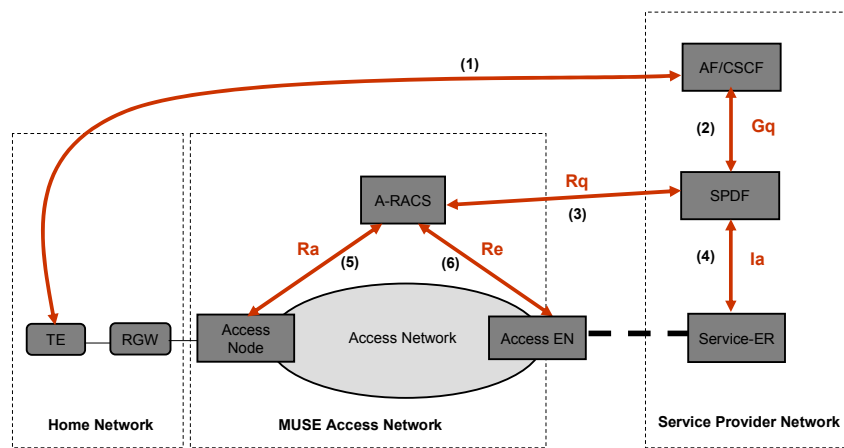 (1)
AF/CSCF
(2)
Gq
A-RACS
Rq
(3)
SPDF
Ra
(5)
(6)
Re
(4)
Ia
TE
RGW
Access
Node
Access Network
Access EN
Service-ER
Home Network
MUSE Access Network
Service Provider Network